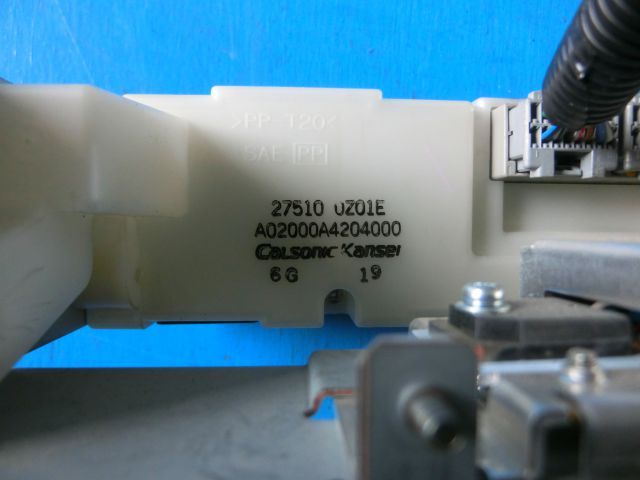 >PP-T20<
SAE PP
27510 0Z01E
A02000A4204000
Calsonic Kansei
6G 19